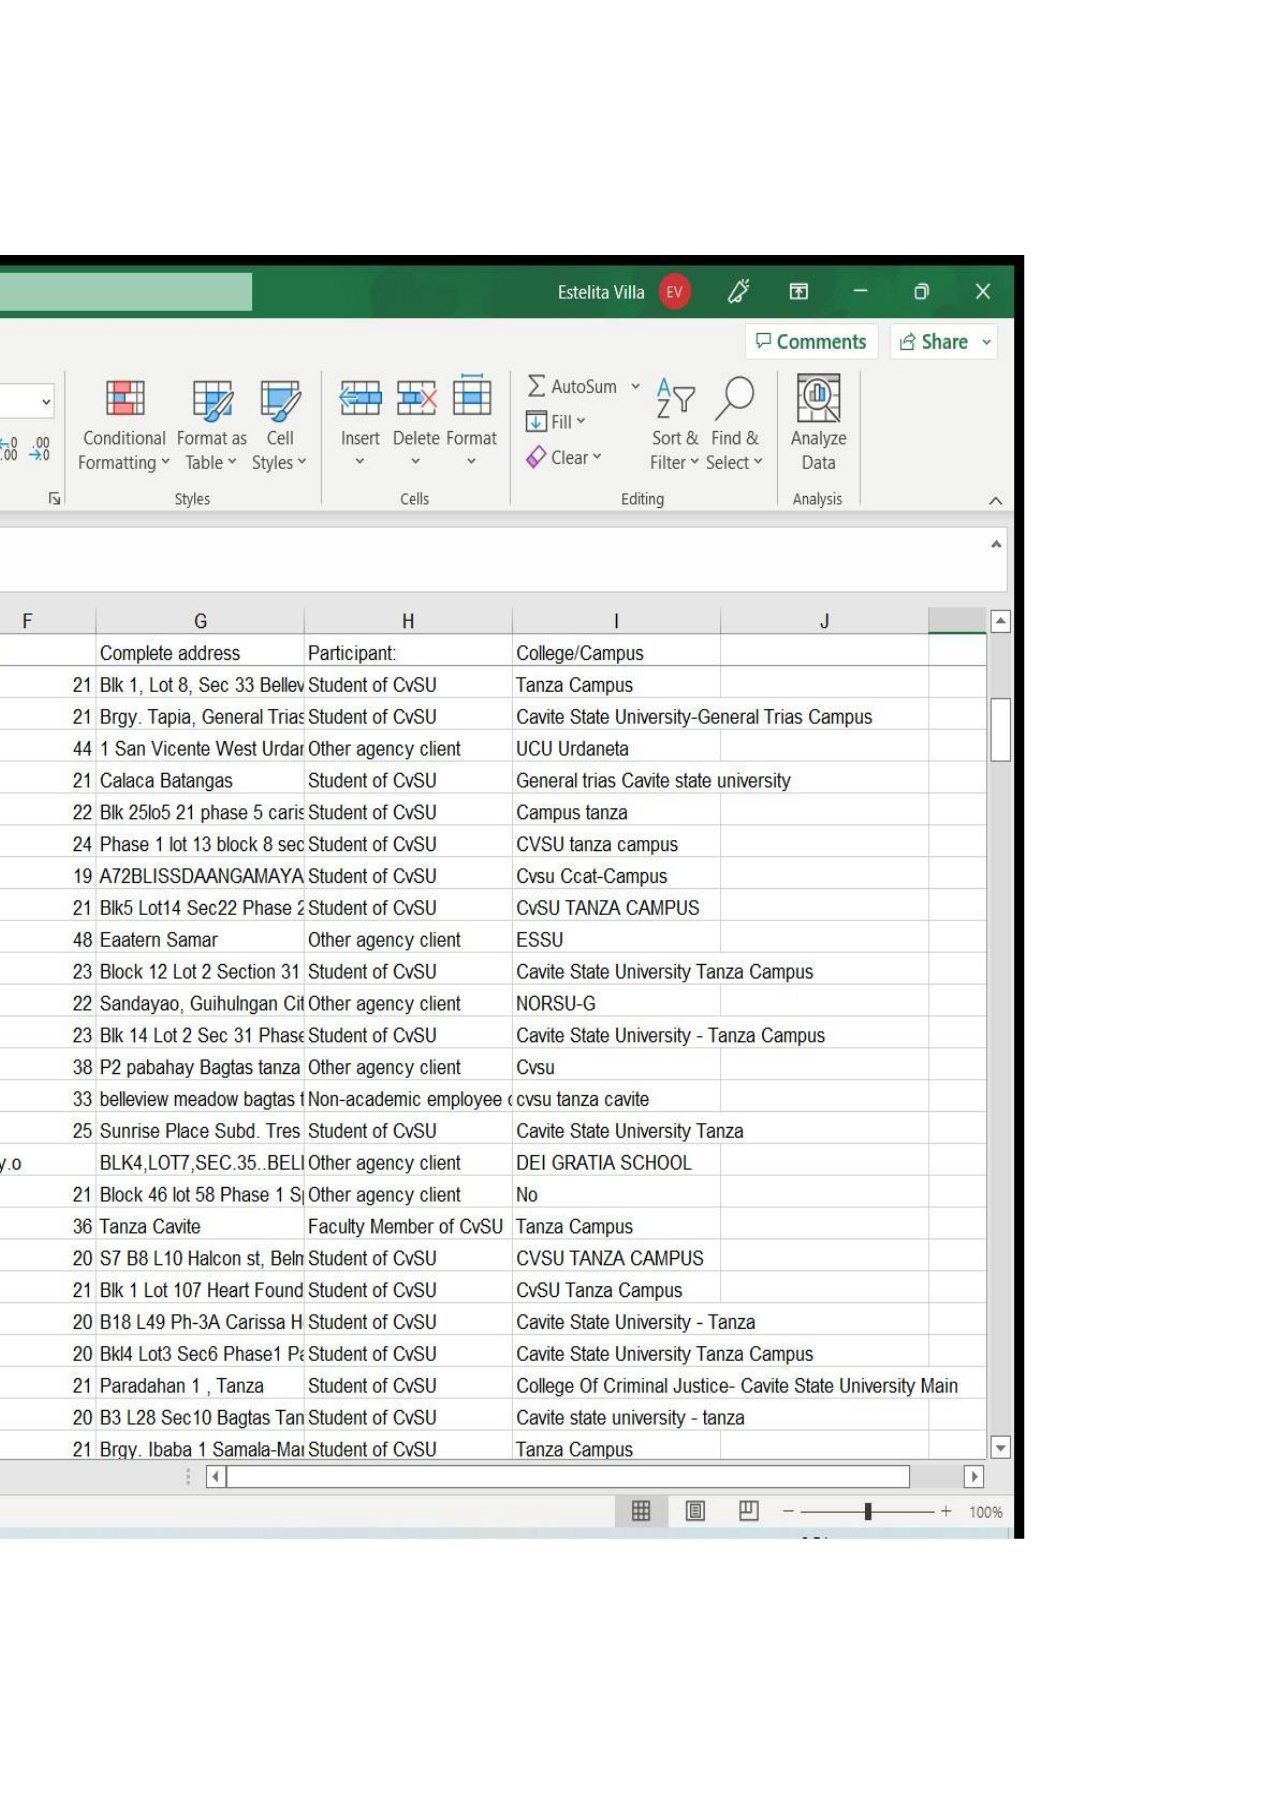 Estelita Villa EV
Comments Share
Conditional Formatting Format as Table Cell Styles
Insert Delete Format
AutoSum
Fill
Clear
Sort & Filter Find & Select
Analyze Data
Styles Cells Editing Analysis
F G H I J
Complete address Participant: College/Campus
21 Blk 1, Lot 8, Sec 33 Bellev Student of CvSU Tanza Campus
21 Brgy. Tapia, General Trias Student of CvSU Cavite State University-General Trias Campus
44 1 San Vicente West Urdan Other agency client UCU Urdaneta
21 Calaca Batangas Student of CvSU General trias Cavite state university
22 Blk 25lo5 21 phase 5 caris Student of CvSU Campus tanza
24 Phase 1 lot 13 block 8 sec Student of CvSU CVSU tanza campus
19 A72BLISSDAANGAMAYA Student of CvSU Cvsu Ccat-Campus
21 Blk5 Lot14 Sec22 Phase 2 Student of CvSU CvSU TANZA CAMPUS
48 Eaatern Samar Other agency client ESSU
23 Block 12 Lot 2 Section 31 Student of CvSU Cavite State University Tanza Campus
22 Sandayao, Guihulngan Cit Other agency client NORSU-G
23 Blk 14 Lot 2 Sec 31 Phase Student of CvSU Cavite State University - Tanza Campus
38 P2 pabahay Bagtas tanza Other agency client Cvsu
33 belleview meadow bagtas t Non-academic employee cvsu tanza cavite
25 Sunrise Place Subd. Tres Student of CvSU Cavite State University Tanza
y.o BLK4,LOT7,SEC.35..BELL Other agency client DEI GRATIA SCHOOL
21 Block 46 lot 58 Phase 1 Other agency client No
36 Tanza Cavite Faculty Member of CvSU Tanza Campus
20 S7 B8 L10 Halcon st, Belm Student of CvSU CVSU TANZA CAMPUS
21 Blk 1 Lot 107 Heart Found Student of CvSU CvSU Tanza Campus
20 B18 L49 Ph-3A Carissa H Student of CvSU Cavite State University - Tanza
20 Bkl4 Lot3 Sec6 Phase1 Pa Student of CvSU Cavite State University Tanza Campus
21 Paradahan 1 , Tanza Student of CvSU College Of Criminal Justice- Cavite State University Main
20 B3 L28 Sec10 Bagtas Tan Student of CvSU Cavite state university - tanza
21 Brgy. Ibaba 1 Samala-Mar Student of CvSU Tanza Campus
100%